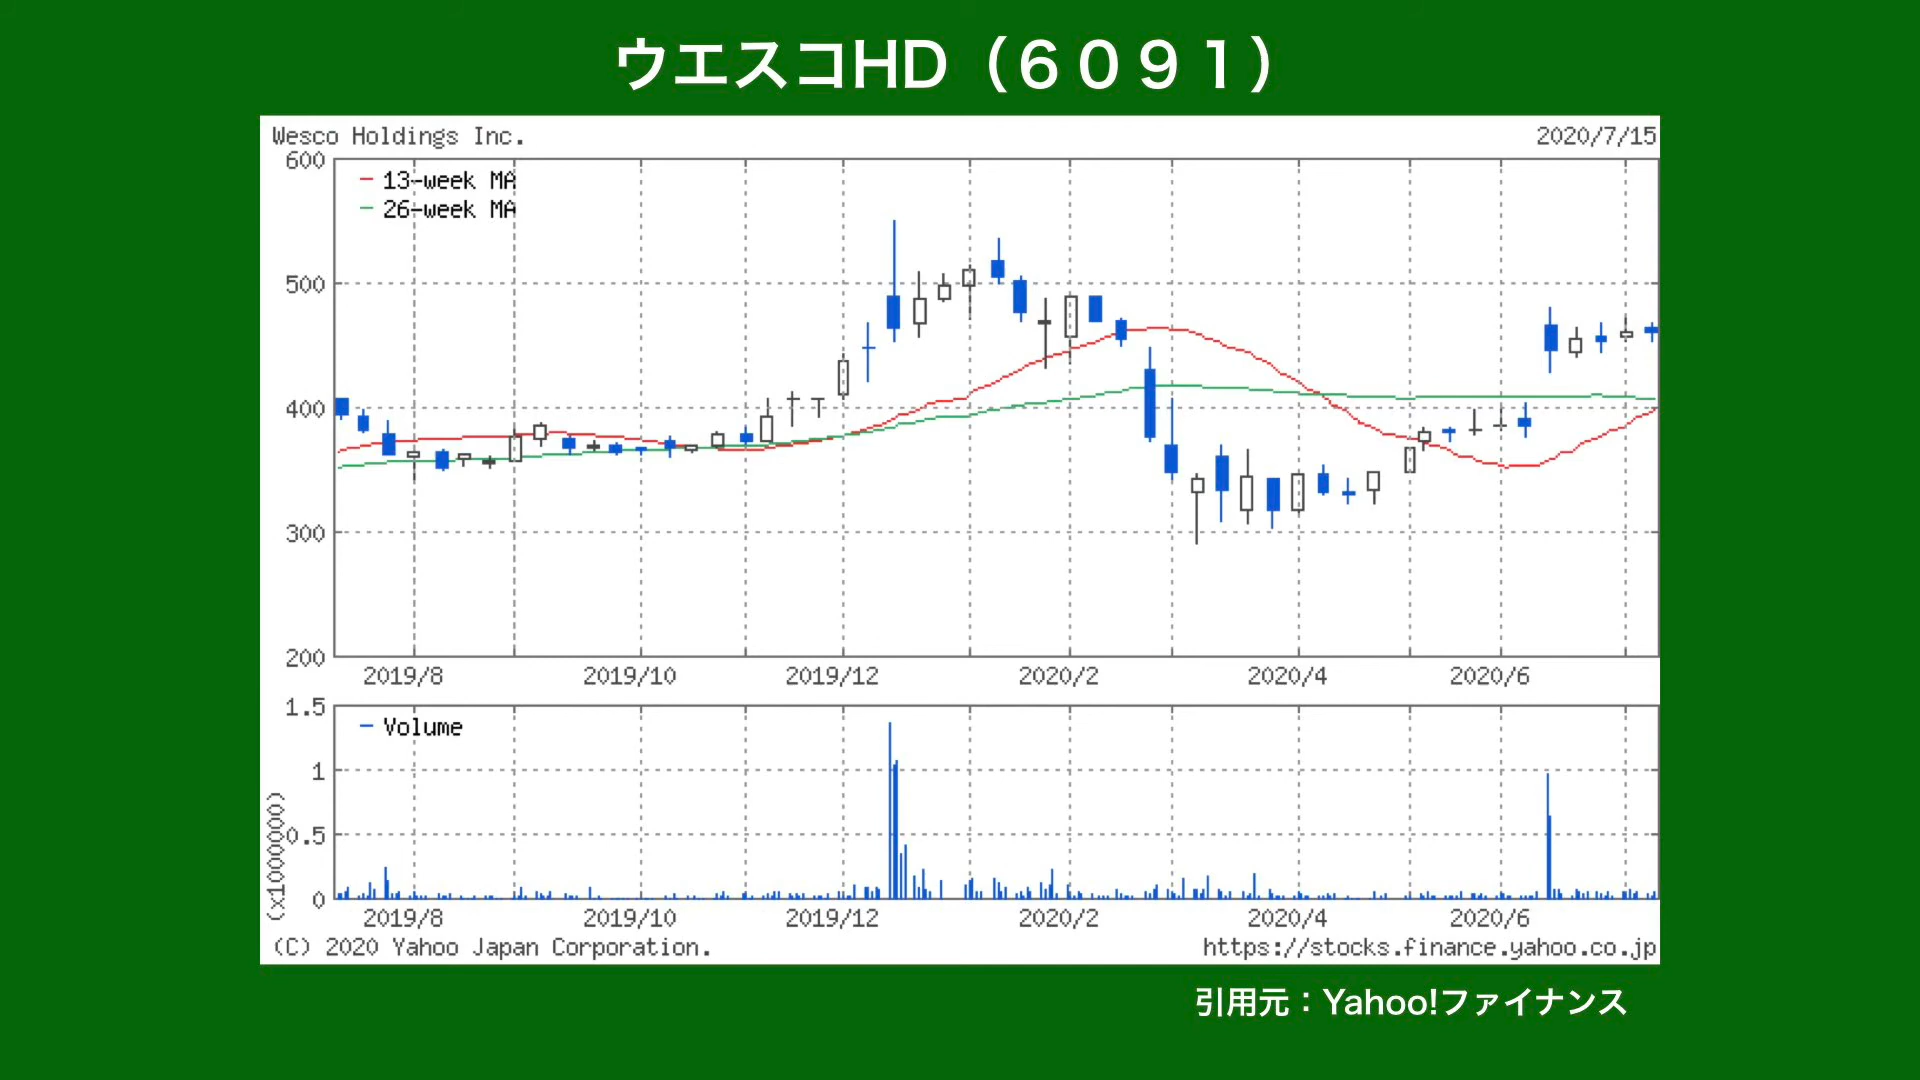 ウエスコHD（６０９１）
Wesco Holdings Inc.
2020/7/15
600
13-week MA
26-week MA
500
400
300
200
2019/8 2019/10 2019/12 2020/2 2020/4 2020/6
1.5
Volume
1
0.5
0
(x1000000)
2019/8 2019/10 2019/12 2020/2 2020/4 2020/6
(C) 2020 Yahoo Japan Corporation.
https://stocks.finance.yahoo.co.jp
引用元：Yahoo!ファイナンス